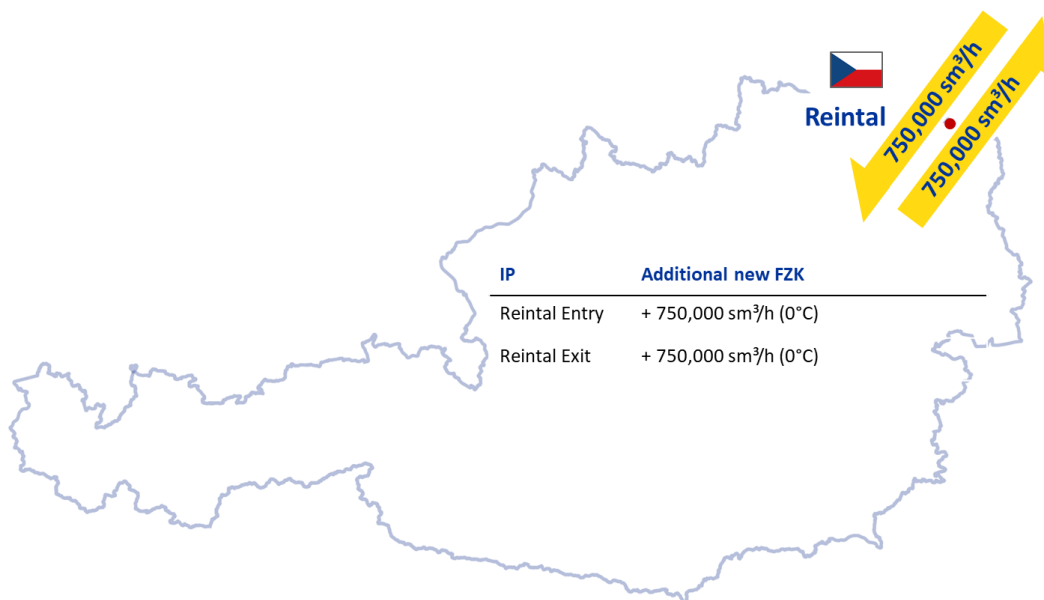 Reintal
750,000 sm³/h
750,000 sm³/h
IP Additional new FZK
Reintal Entry + 750,000 sm³/h (0°C)
Reintal Exit + 750,000 sm³/h (0°C)